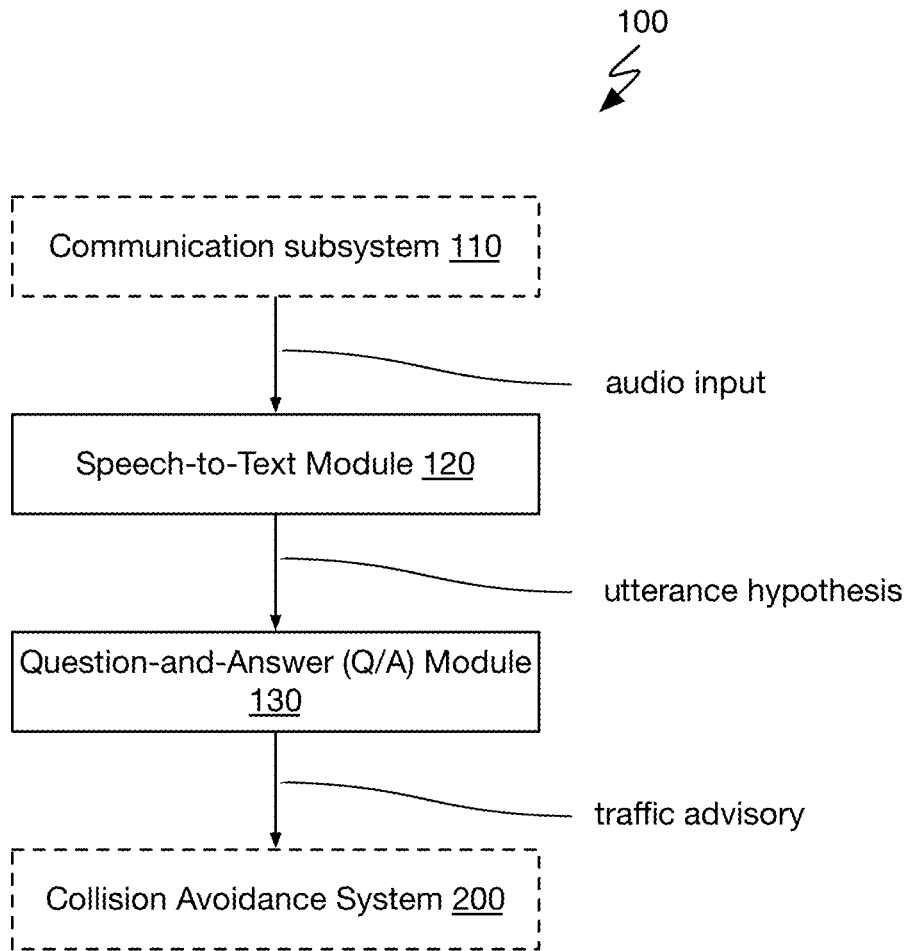 100
Communication subsystem 110
audio input
Speech-to-Text Module 120
utterance hypothesis
Question-and-Answer (Q/A) Module
130
traffic advisory
Collision Avoidance System 200